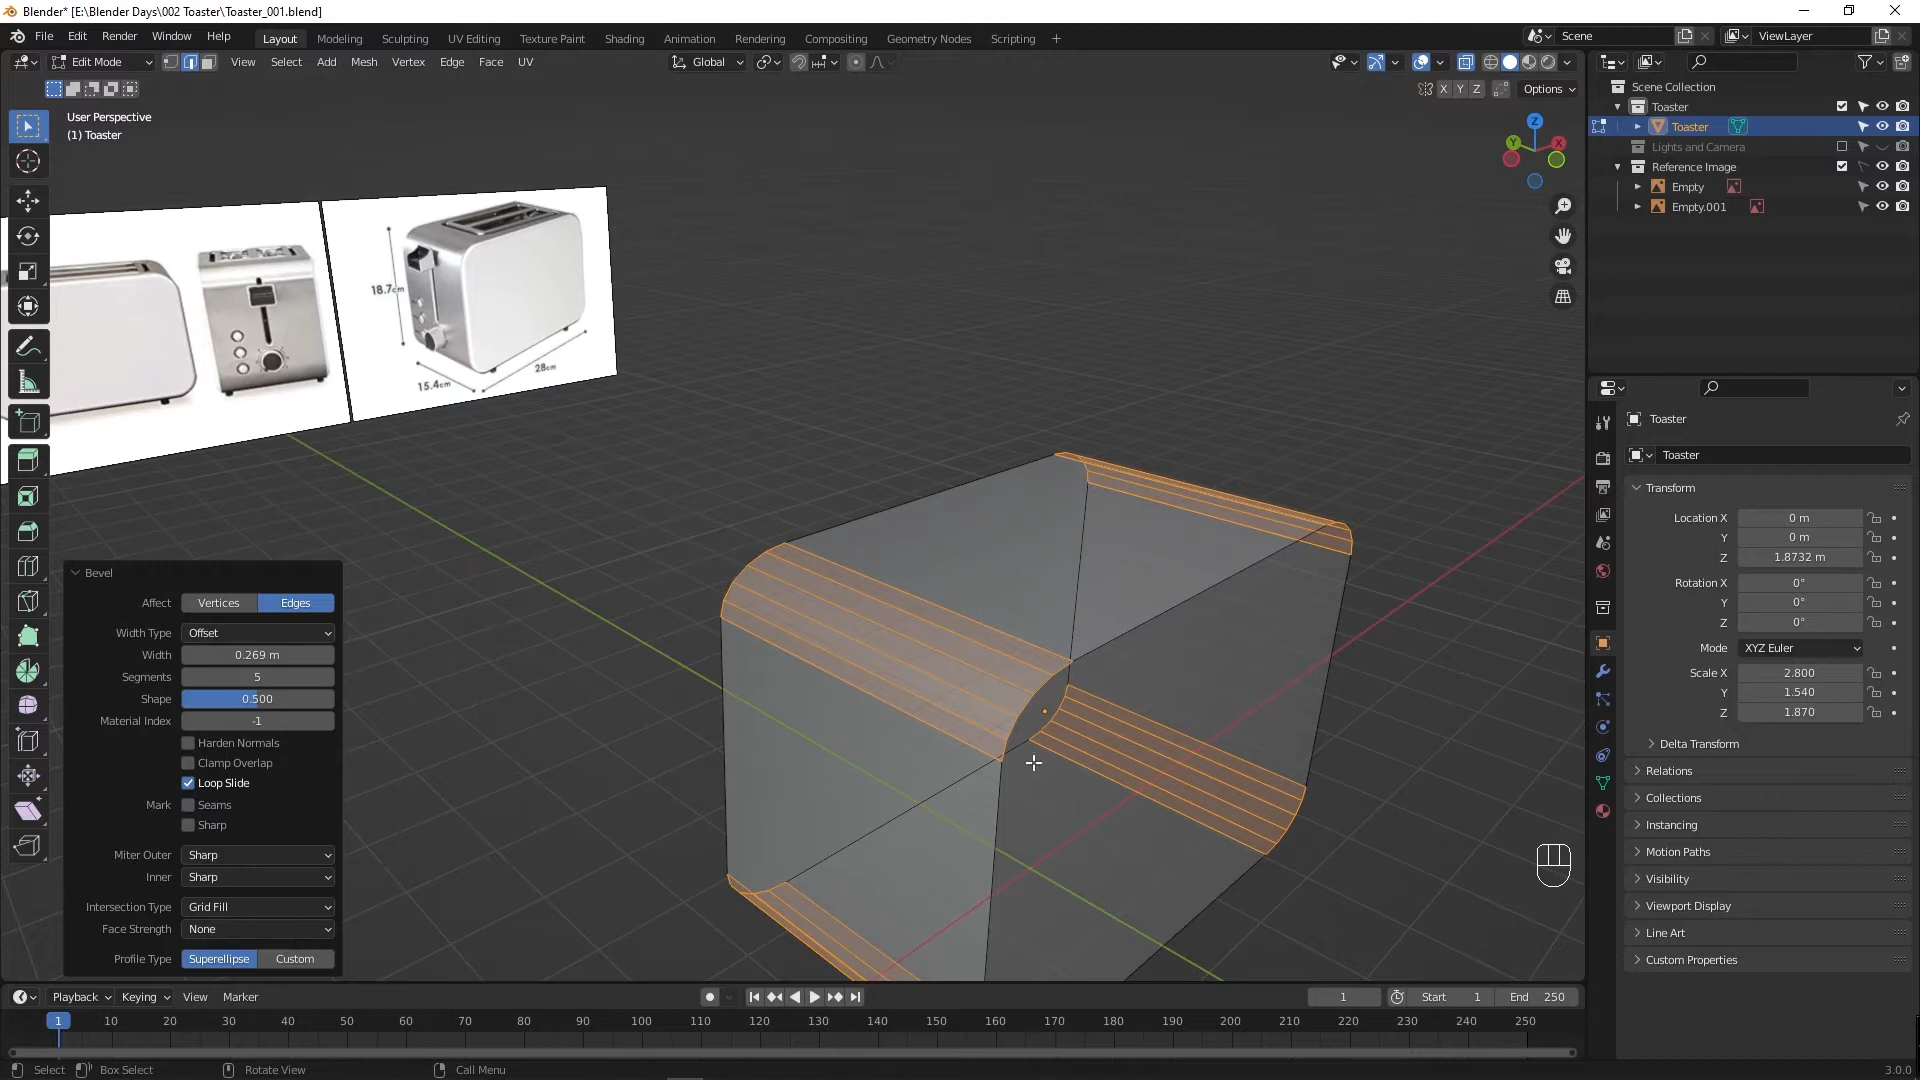 Blender* [E:\Blender Days\002 Toaster\Toaster_001.blend]
File Edit Render Window Help Layout Modeling Sculpting UV Editing Texture Paint Shading Animation Rendering Compositing Geometry Nodes Scripting + Scene ViewLayer
Edit Mode View Select Add Mesh Vertex Edge Face UV Global
X Y Z Options
User Perspective
(1) Toaster
Z
Y X
18.7cm
15.4cm
28cm
Scene Collection
Toaster
Toaster
Lights and Camera
Reference Image
Empty
Empty.001
Toaster
Toaster
Transform
Location X 0 m
Y 0 m
Z 1.8732 m
Rotation X 0°
Y 0°
Z 0°
Mode XYZ Euler
Scale X 2.800
Y 1.540
Z 1.870
Delta Transform
Relations
Collections
Instancing
Motion Paths
Visibility
Viewport Display
Line Art
Custom Properties
Bevel
Affect Vertices Edges
Width Type Offset
Width 0.269 m
Segments 5
Shape 0.500
Material Index -1
Harden Normals
Clamp Overlap
Loop Slide
Mark Seams
Sharp
Miter Outer Sharp
Inner Sharp
Intersection Type Grid Fill
Face Strength None
Profile Type Superellipse Custom
Playback Keying View Marker 1 Start 1 End 250
1 10 20 30 40 50 60 70 80 90 100 110 120 130 140 150 160 170 180 190 200 210 220 230 240 250
Select Box Select Rotate View Call Menu 3.0.0